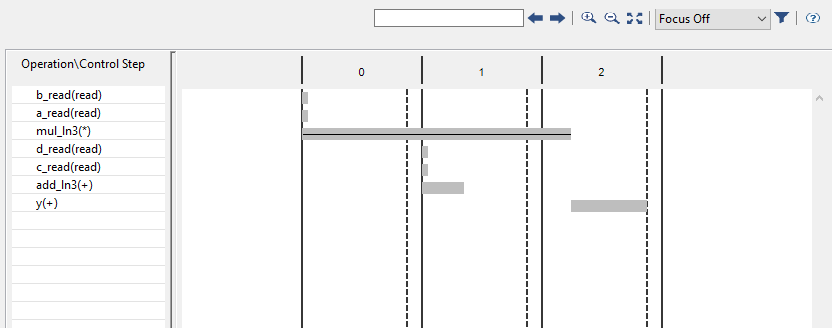 Focus Off
Operation\Control Step
0
1
2
b_read(read)
a_read(read)
mul_ln3(*)
d_read(read)
c_read(read)
add_ln3(+)
y(+)